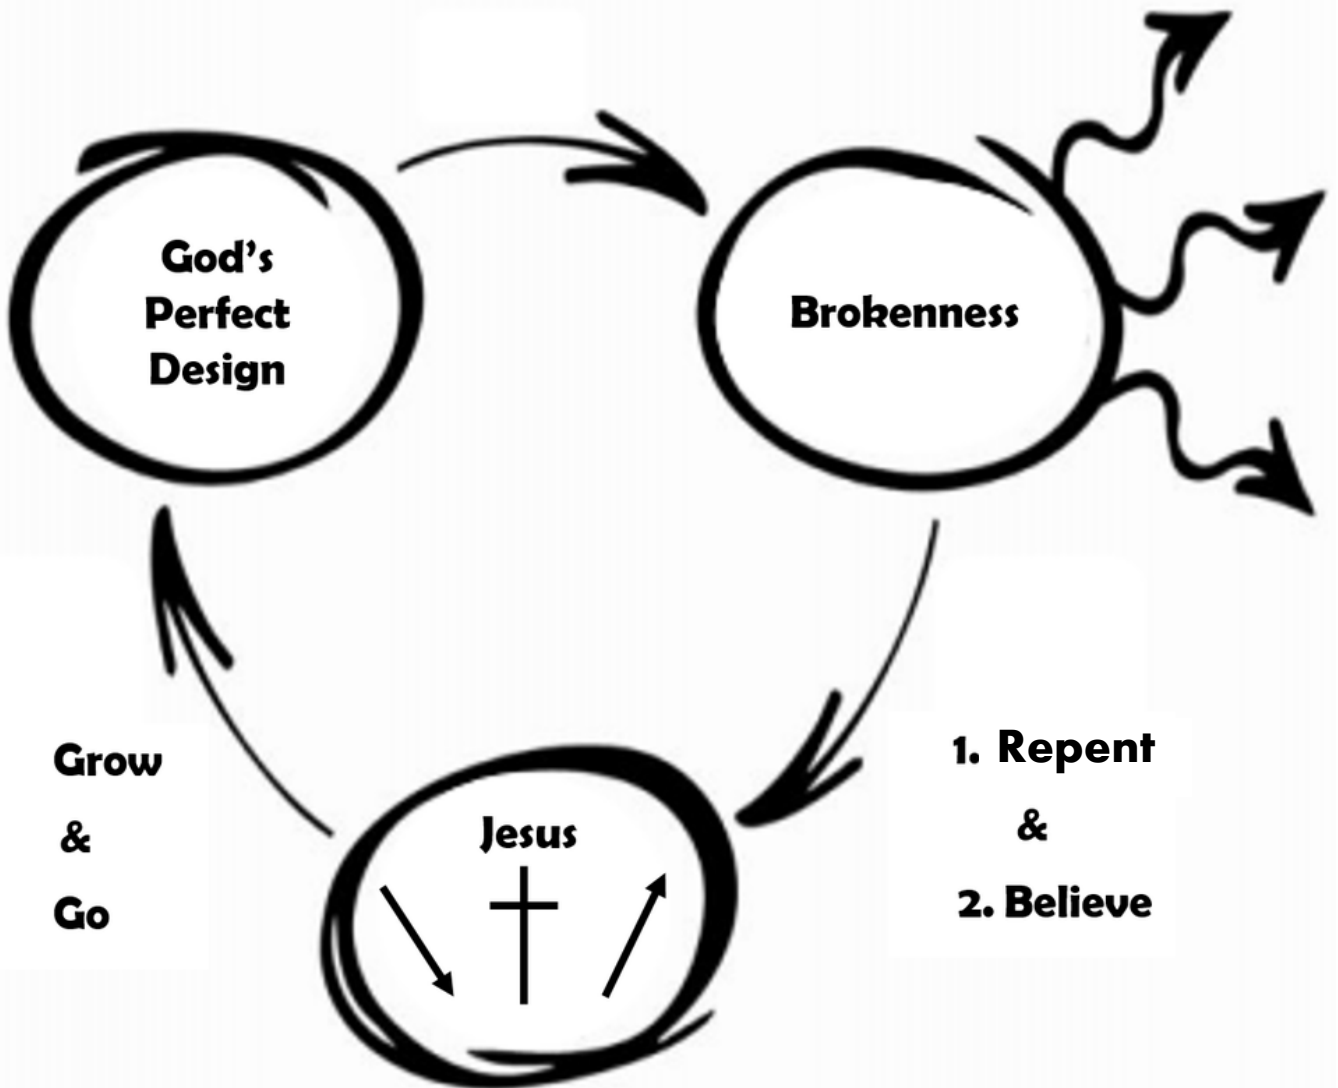 God's
Perfect
Design
Brokenness
Grow
&
Go
Jesus
1. Repent
&
2. Believe